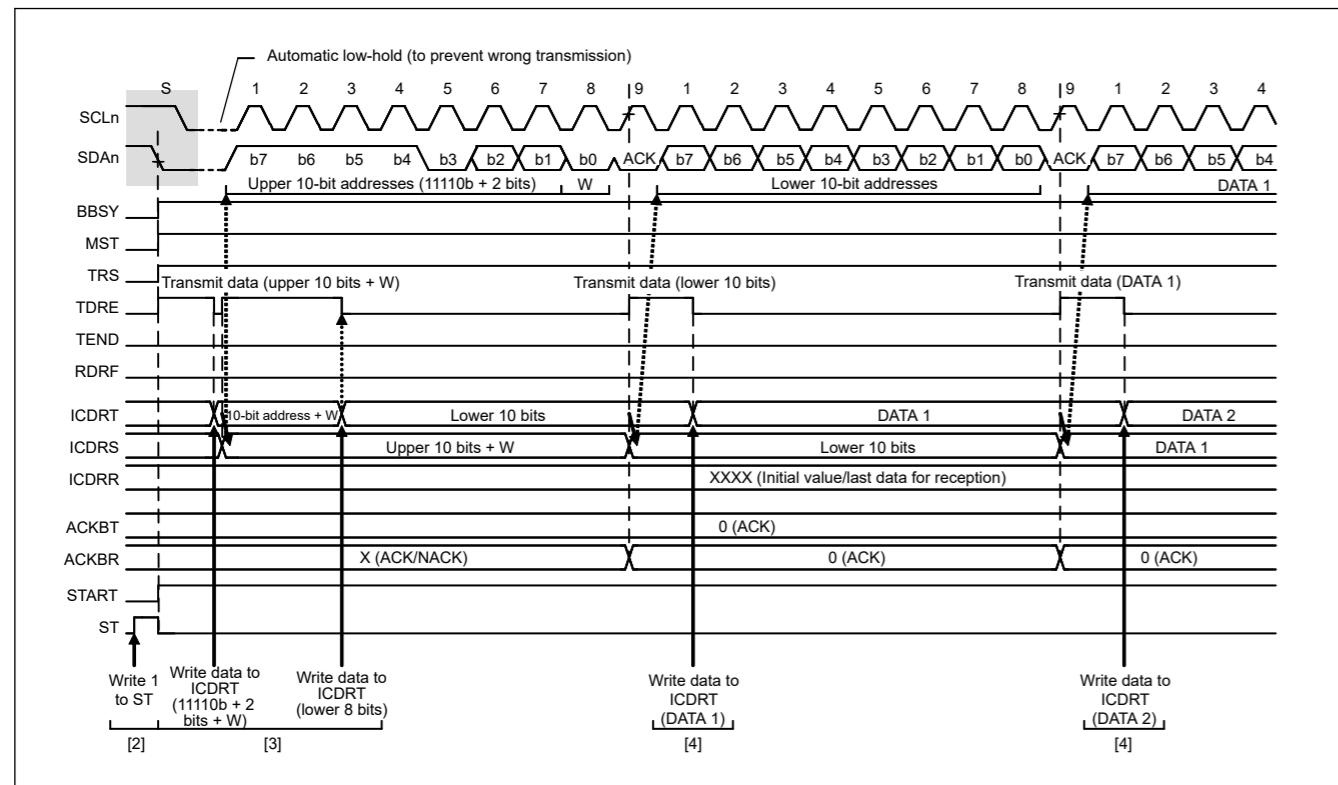 Automatic low-hold (to prevent wrong transmission)
S 1 2 3 4 5 6 7 8 9 1 2 3 4 5 6 7 8 9 1 2 3 4
SCLn
SDAn b7 b6 b5 b4 b3 b2 b1 b0 ACK b7 b6 b5 b4 b3 b2 b1 b0 ACK b7 b6 b5 b4
Upper 10-bit addresses (11110b + 2 bits) W Lower 10-bit addresses DATA 1
BBSY
MST
TRS
Transmit data (upper 10 bits + W) Transmit data (lower 10 bits) Transmit data (DATA 1)
TDRE
TEND
RDRF
ICDRT 10-bit address + W Lower 10 bits DATA 1 DATA 2
ICDRS Upper 10 bits + W Lower 10 bits DATA 1
ICDRR XXXX (Initial value/last data for reception)
ACKBT 0 (ACK)
ACKBR X (ACK/NACK) 0 (ACK) 0 (ACK)
START
ST
Write 1
to ST
Write data to
ICDRT
(11110b + 2
bits + W)
Write data to
ICDRT
(lower 8 bits)
Write data to
ICDRT
(DATA 1)
Write data to
ICDRT
(DATA 2)
[2] [3] [4] [4]